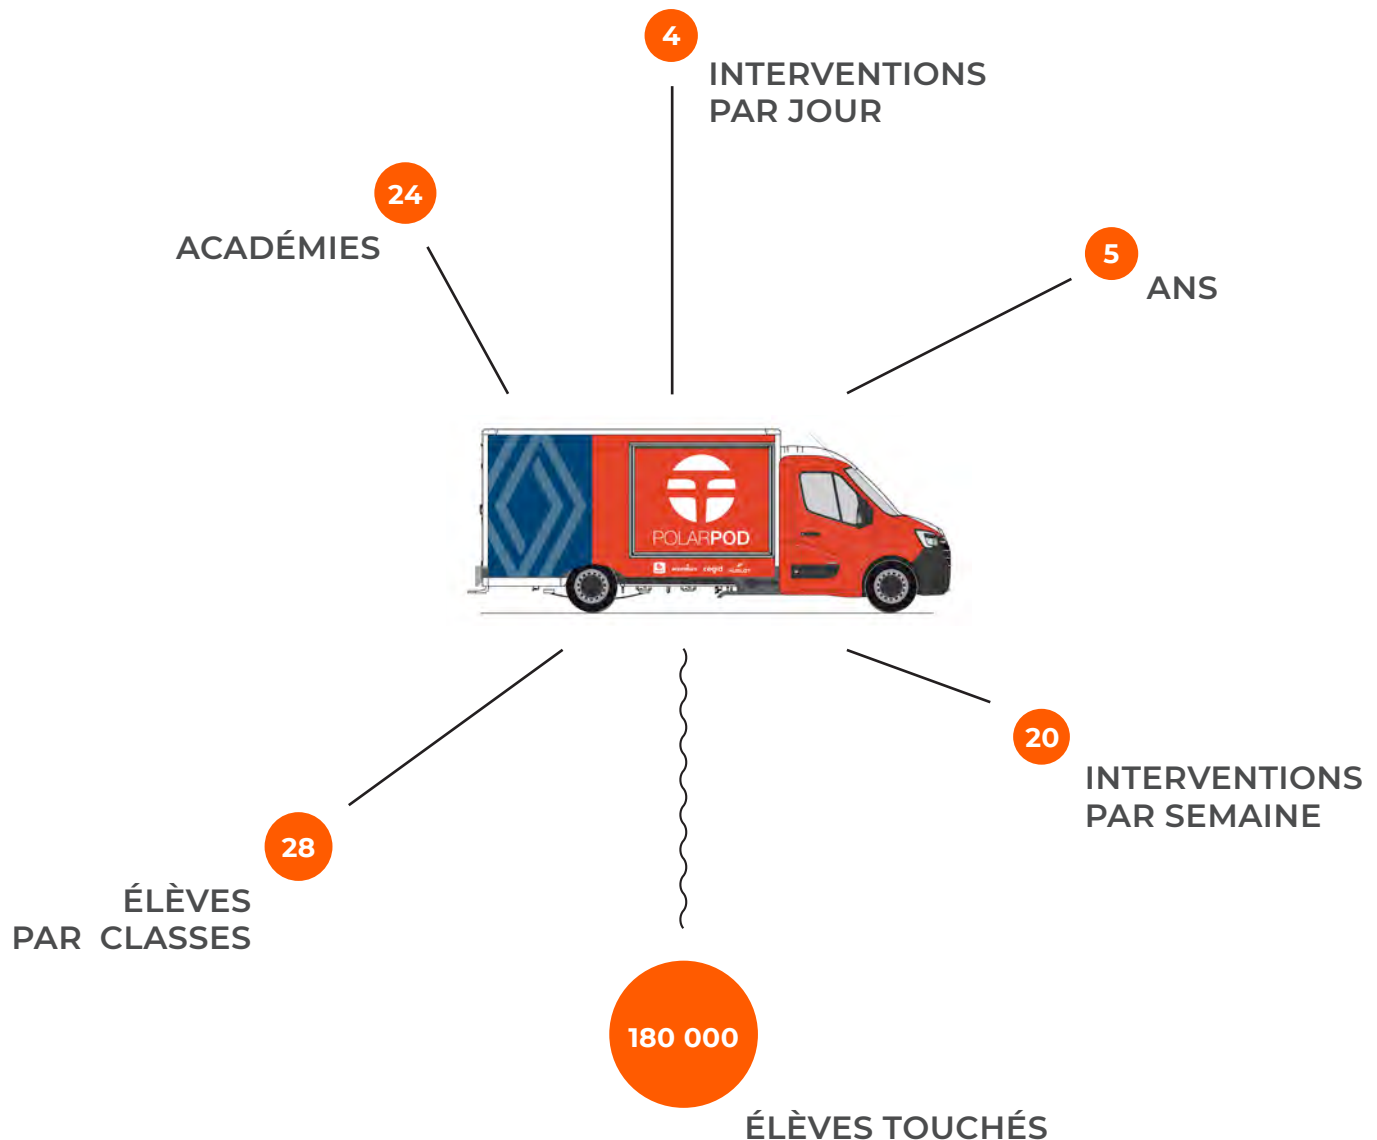 4
INTERVENTIONS
PAR JOUR
24
ACADÉMIES
5
ANS
POLARPOD
cegid
20
INTERVENTIONS
PAR SEMAINE
28
ÉLÈVES
PAR CLASSES
180 000
ÉLÈVES TOUCHÉS